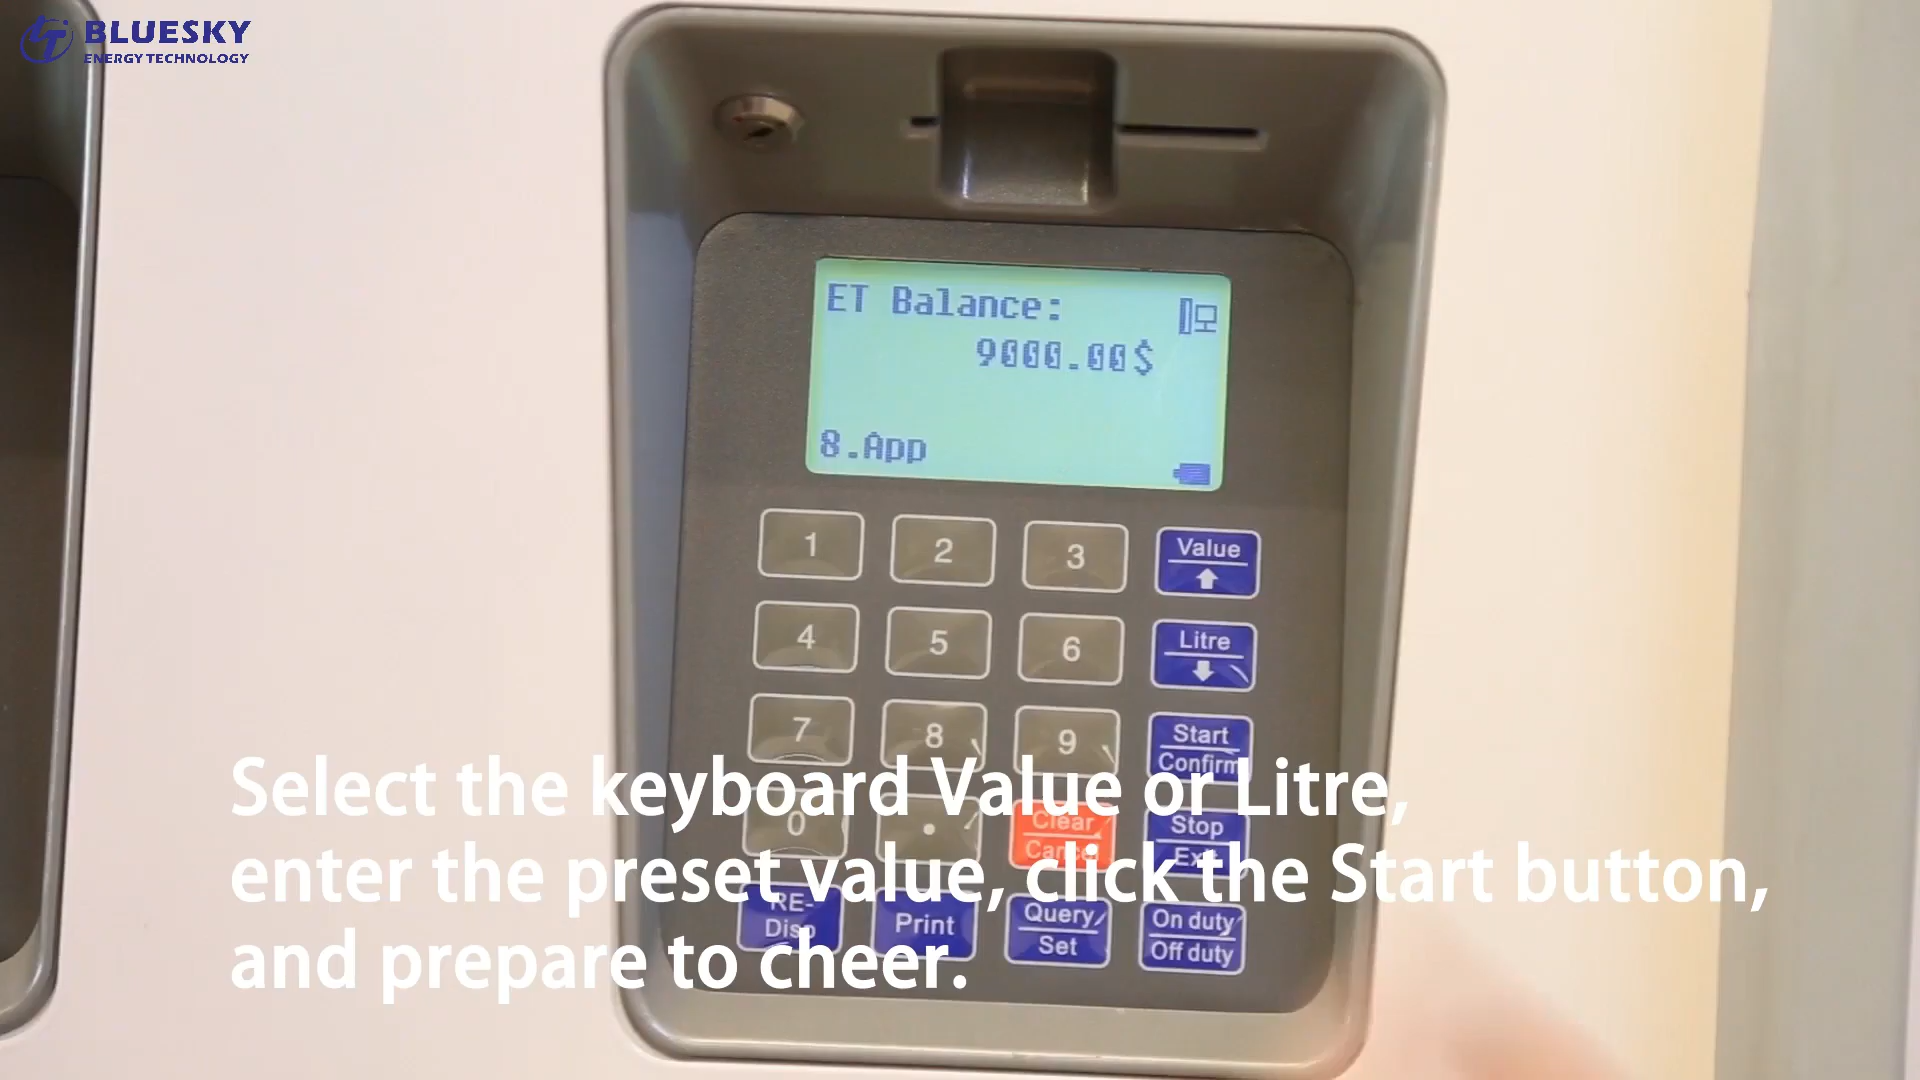 BLUESKY
ENERGY TECHNOLOGY
ET Balance:
9000.00$
8.App
1 2 3 Value
4 5 6 Litre
7 8 9 Start
Confirm
0 . Clear Stop
Cancel Exit
RE-
Disp
Print
Query
Set
On duty
Off duty
Select the keyboard Value or Litre,
enter the preset value, click the Start button,
and prepare to cheer.